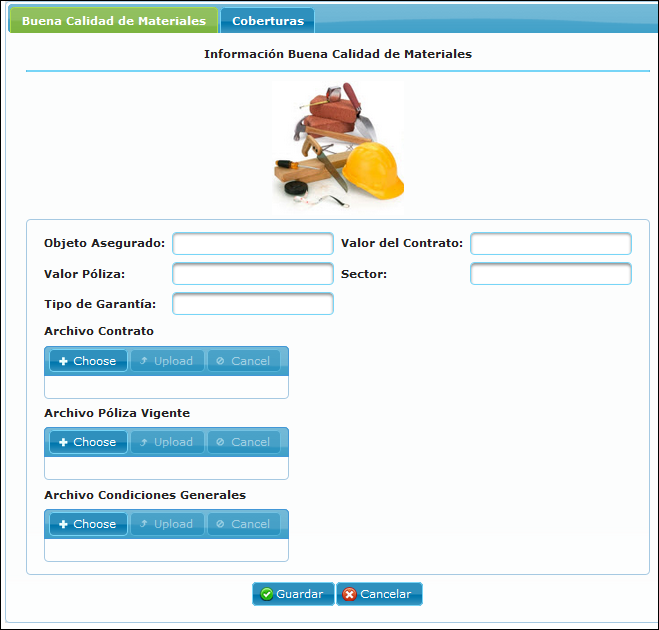 Buena Calidad de Materiales Coberturas
Información Buena Calidad de Materiales
Objeto Asegurado: Valor del Contrato:
Valor Póliza: Sector:
Tipo de Garantía:
Archivo Contrato
Choose Upload Cancel
Archivo Póliza Vigente
Choose Upload Cancel
Archivo Condiciones Generales
Choose Upload Cancel
Guardar Cancelar